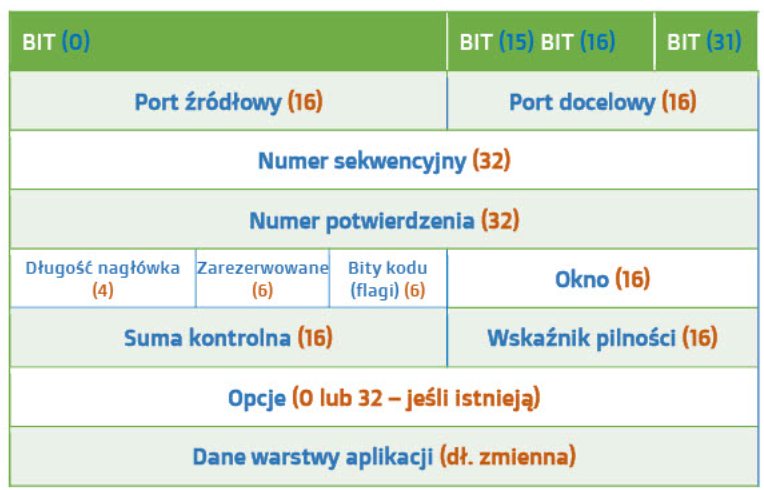 BIT (0) BIT (15) BIT (16) BIT (31)
Port źródłowy (16) Port docelowy (16)
Numer sekwencyjny (32)
Numer potwierdzenia (32)
Długość nagłówka Zarezerwowane Bity kodu
(4) (6) (flagi) (6)
Okno (16)
Suma kontrolna (16) Wskaźnik pilności (16)
Opcje (0 lub 32 – jeśli istnieją)
Dane warstwy aplikacji (dł. zmienna)